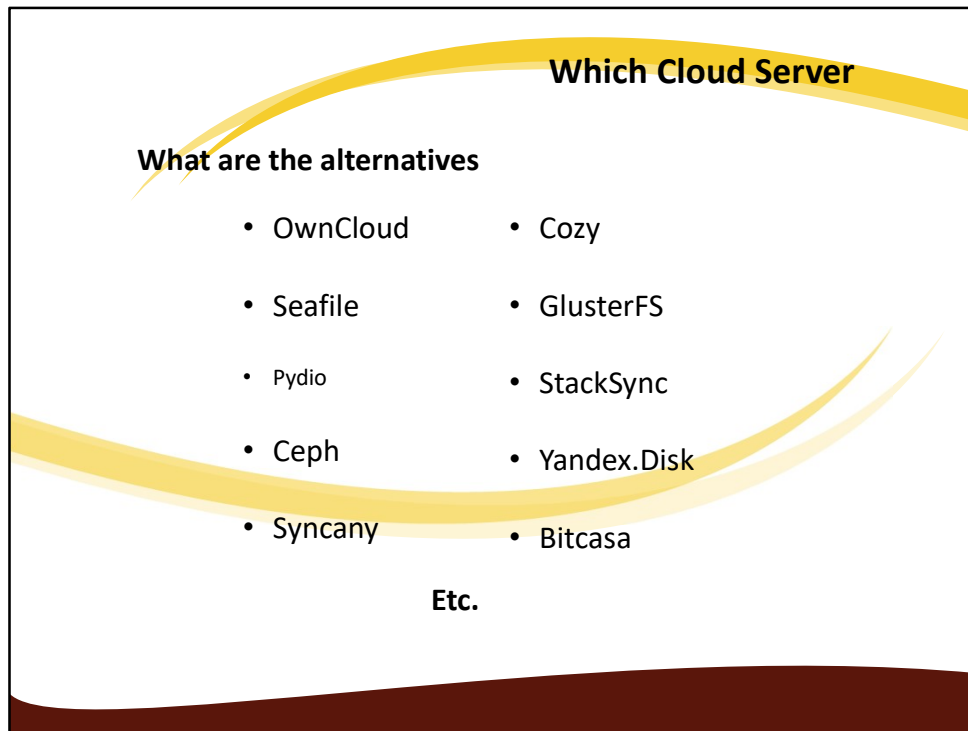 Which Cloud Server
What are the alternatives
• OwnCloud
• Seafile
• Pydio
• Ceph
• Syncany
• Cozy
• GlusterFS
• StackSync
• Yandex.Disk
• Bitcasa
Etc.